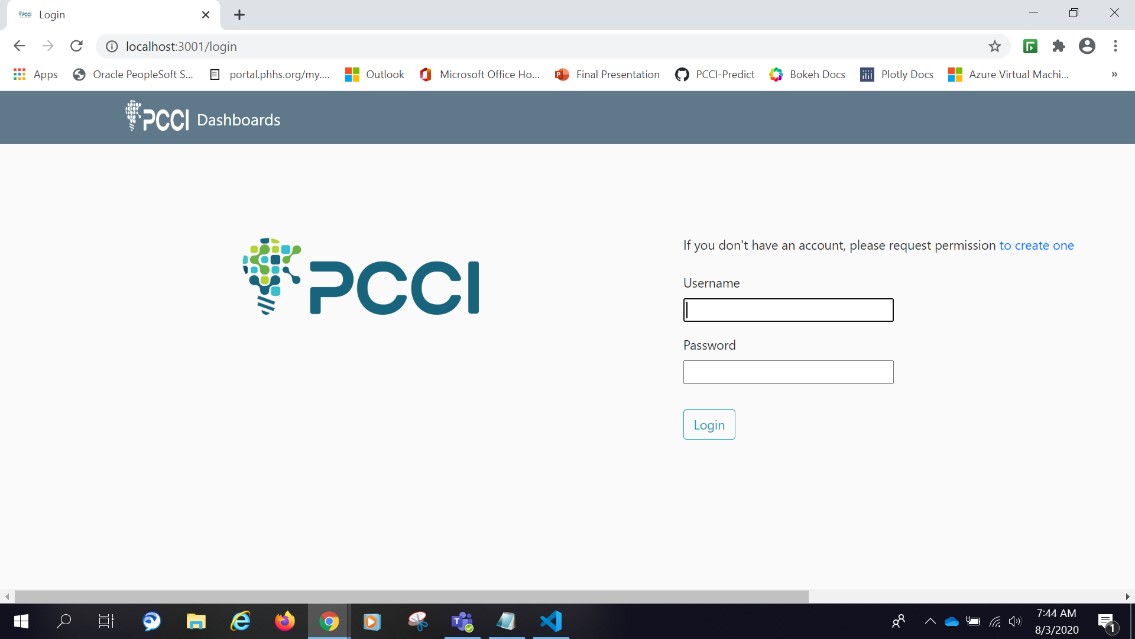 Login
localhost:3001/login
Apps Oracle PeopleSoft S... portal.phhs.org/my.... Outlook Microsoft Office Ho... Final Presentation PCCI-Predict Bokeh Docs Plotly Docs Azure Virtual Machi... »
PCCI Dashboards
If you don't have an account, please request permission to create one
PCCI
Username
Password
Login
7:44 AM
8/3/2020
1